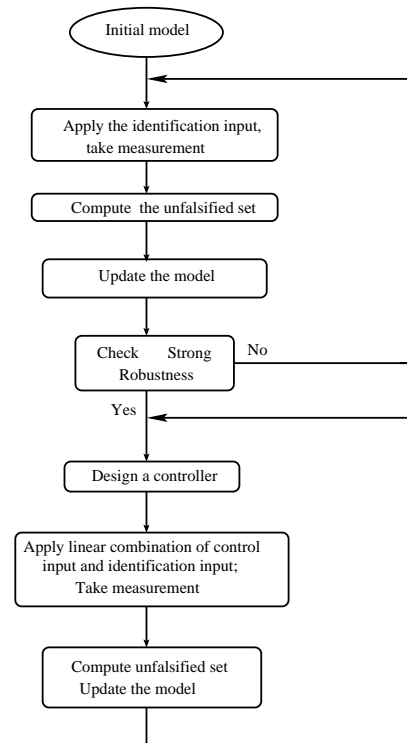 Initial model
Apply the identification input,
take measurement
Compute the unfalsified set
Update the model
Check Strong
Robustness
No
Yes
Design a controller
Apply linear combination of control
input and identification input;
Take measurement
Compute unfalsified set
Update the model